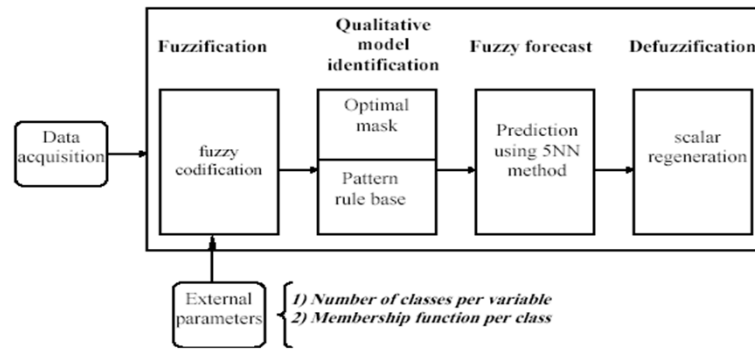 Fuzzification
Qualitative
model
identification
Fuzzy forecast
Defuzzification
Data
acquisition
fuzzy
codification
Optimal
mask
Pattern
rule base
Prediction
using 5NN
method
scalar
regeneration
External
parameters
1) Number of classes per variable
2) Membership function per class